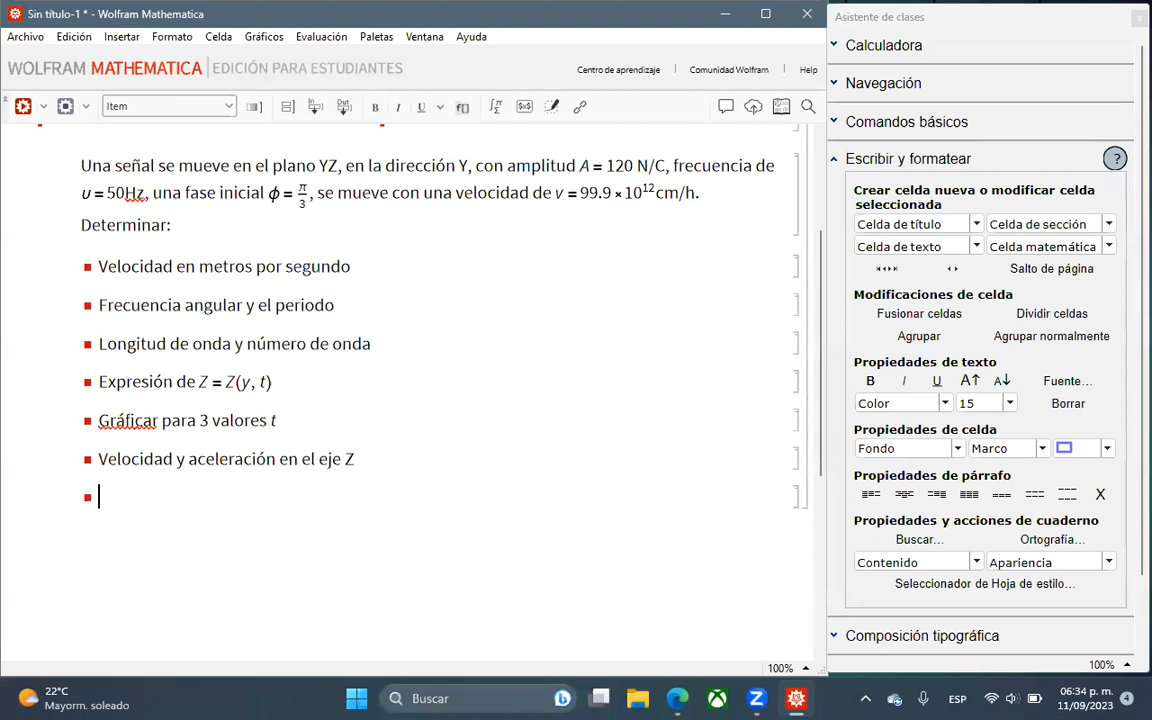 Sin título-1 * - Wolfram Mathematica
Archivo Edición Insertar Formato Celda Gráficos Evaluación Paletas Ventana Ayuda
WOLFRAM MATHEMATICA | EDICIÓN PARA ESTUDIANTES
Centro de aprendizaje | Comunidad Wolfram | Help
Item
Una señal se mueve en el plano YZ, en la dirección Y, con amplitud A = 120 N/C, frecuencia de
υ = 50Hz, una fase inicial ϕ = π/3, se mueve con una velocidad de v = 99.9 × 10^12 cm/h.
Determinar:
Velocidad en metros por segundo
Frecuencia angular y el periodo
Longitud de onda y número de onda
Expresión de Z = Z(y, t)
Gráficar para 3 valores t
Velocidad y aceleración en el eje Z
100%
Asistente de clases
Calculadora
Navegación
Comandos básicos
Escribir y formatear
?
Crear celda nueva o modificar celda
seleccionada
Celda de título Celda de sección
Celda de texto Celda matemática
Salto de página
Modificaciones de celda
Fusionar celdas Dividir celdas
Agrupar Agrupar normalmente
Propiedades de texto
B I U A↑ A↓ Fuente...
Color 15 Borrar
Propiedades de celda
Fondo Marco
Propiedades de párrafo
X
Propiedades y acciones de cuaderno
Buscar... Ortografía...
Contenido Apariencia
Seleccionador de Hoja de estilo...
Composición tipográfica
100%
22°C
Mayorm. soleado
Buscar
ESP
06:34 p. m.
11/09/2023
4